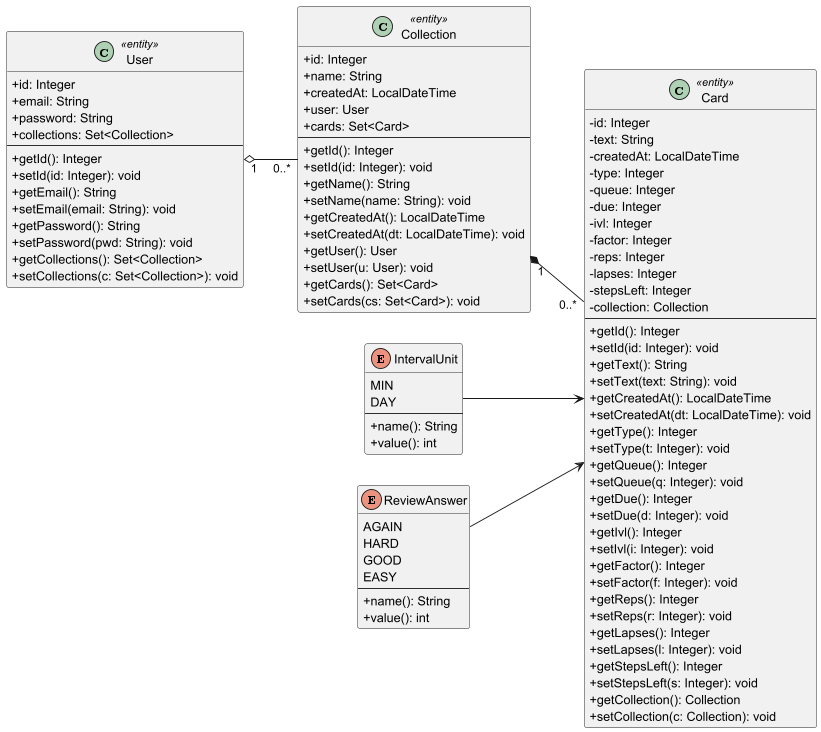 C «entity»
User
+id: Integer
+email: String
+password: String
+collections: Set<Collection>
+getId(): Integer
+setId(id: Integer): void
+getEmail(): String
+setEmail(email: String): void
+getPassword(): String
+setPassword(pwd: String): void
+getCollections(): Set<Collection>
+setCollections(c: Set<Collection>): void
1 0..*
C «entity»
Collection
+id: Integer
+name: String
+createdAt: LocalDateTime
+user: User
+cards: Set<Card>
+getId(): Integer
+setId(id: Integer): void
+getName(): String
+setName(name: String): void
+getCreatedAt(): LocalDateTime
+setCreatedAt(dt: LocalDateTime): void
+getUser(): User
+setUser(u: User): void
+getCards(): Set<Card>
+setCards(cs: Set<Card>): void
1
0..*
E IntervalUnit
MIN
DAY
+name(): String
+value(): int
E ReviewAnswer
AGAIN
HARD
GOOD
EASY
+name(): String
+value(): int
C «entity»
Card
-id: Integer
-text: String
-createdAt: LocalDateTime
-type: Integer
-queue: Integer
-due: Integer
-ivl: Integer
-factor: Integer
-reps: Integer
-lapses: Integer
-stepsLeft: Integer
-collection: Collection
+getId(): Integer
+setId(id: Integer): void
+getText(): String
+setText(text: String): void
+getCreatedAt(): LocalDateTime
+setCreatedAt(dt: LocalDateTime): void
+getType(): Integer
+setType(t: Integer): void
+getQueue(): Integer
+setQueue(q: Integer): void
+getDue(): Integer
+setDue(d: Integer): void
+getIvl(): Integer
+setIvl(i: Integer): void
+getFactor(): Integer
+setFactor(f: Integer): void
+getReps(): Integer
+setReps(r: Integer): void
+getLapses(): Integer
+setLapses(l: Integer): void
+getStepsLeft(): Integer
+setStepsLeft(s: Integer): void
+getCollection(): Collection
+setCollection(c: Collection): void